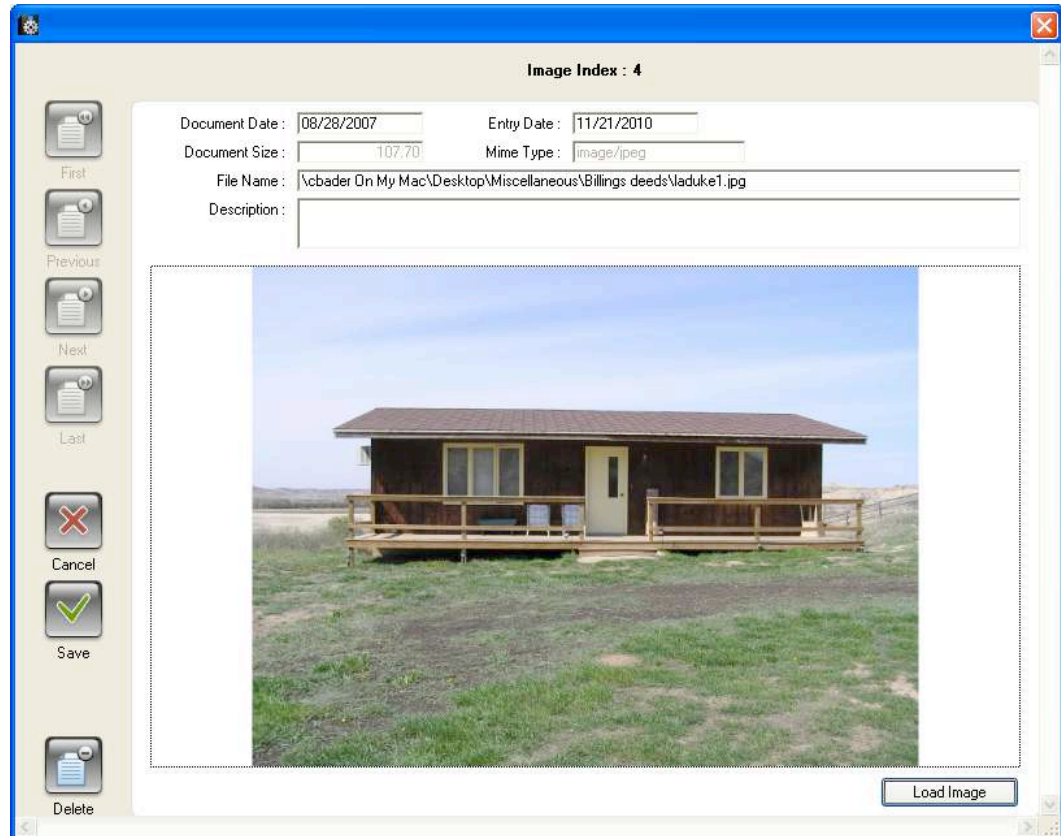 Image Index : 4
Document Date : 08/28/2007 Entry Date : 11/21/2010
Document Size : 107.70 Mime Type : image/jpeg
File Name : \cbader On My Mac\Desktop\Miscellaneous\Billings deeds\laduke1.jpg
Description :
First
Previous
Next
Last
Cancel
Save
Delete
Load Image